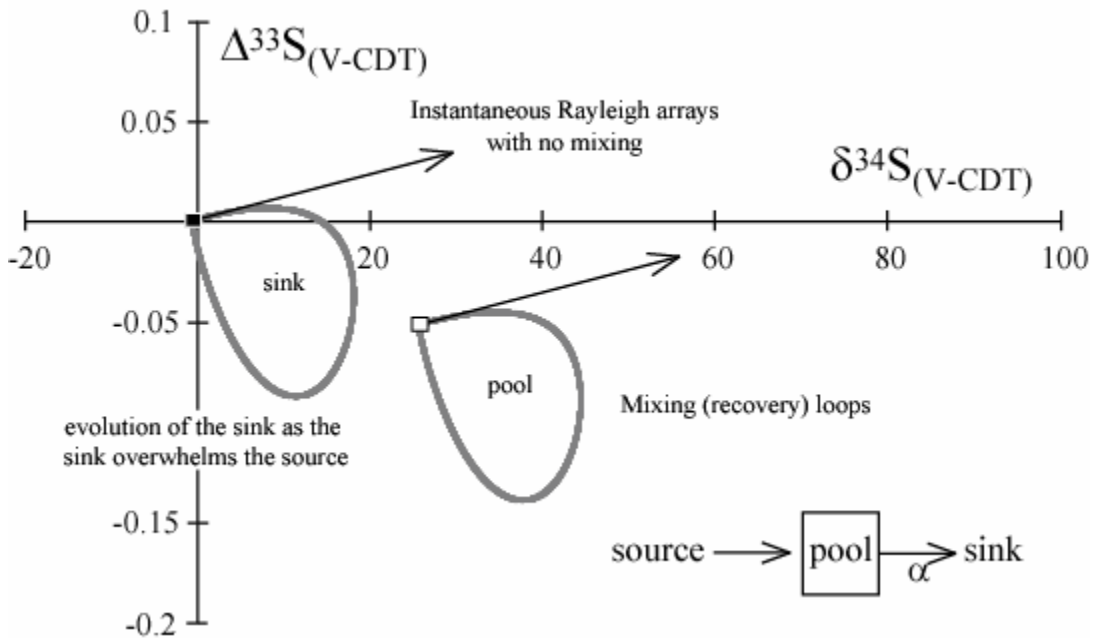 0.1
Δ33S(V-CDT)
Instantaneous Rayleigh arrays
with no mixing
0.05
δ34S(V-CDT)
-20
20
40
60
80
100
sink
-0.05
pool
Mixing (recovery) loops
evolution of the sink as the
sink overwhelms the source
-0.15
source
pool
sink
α
-0.2